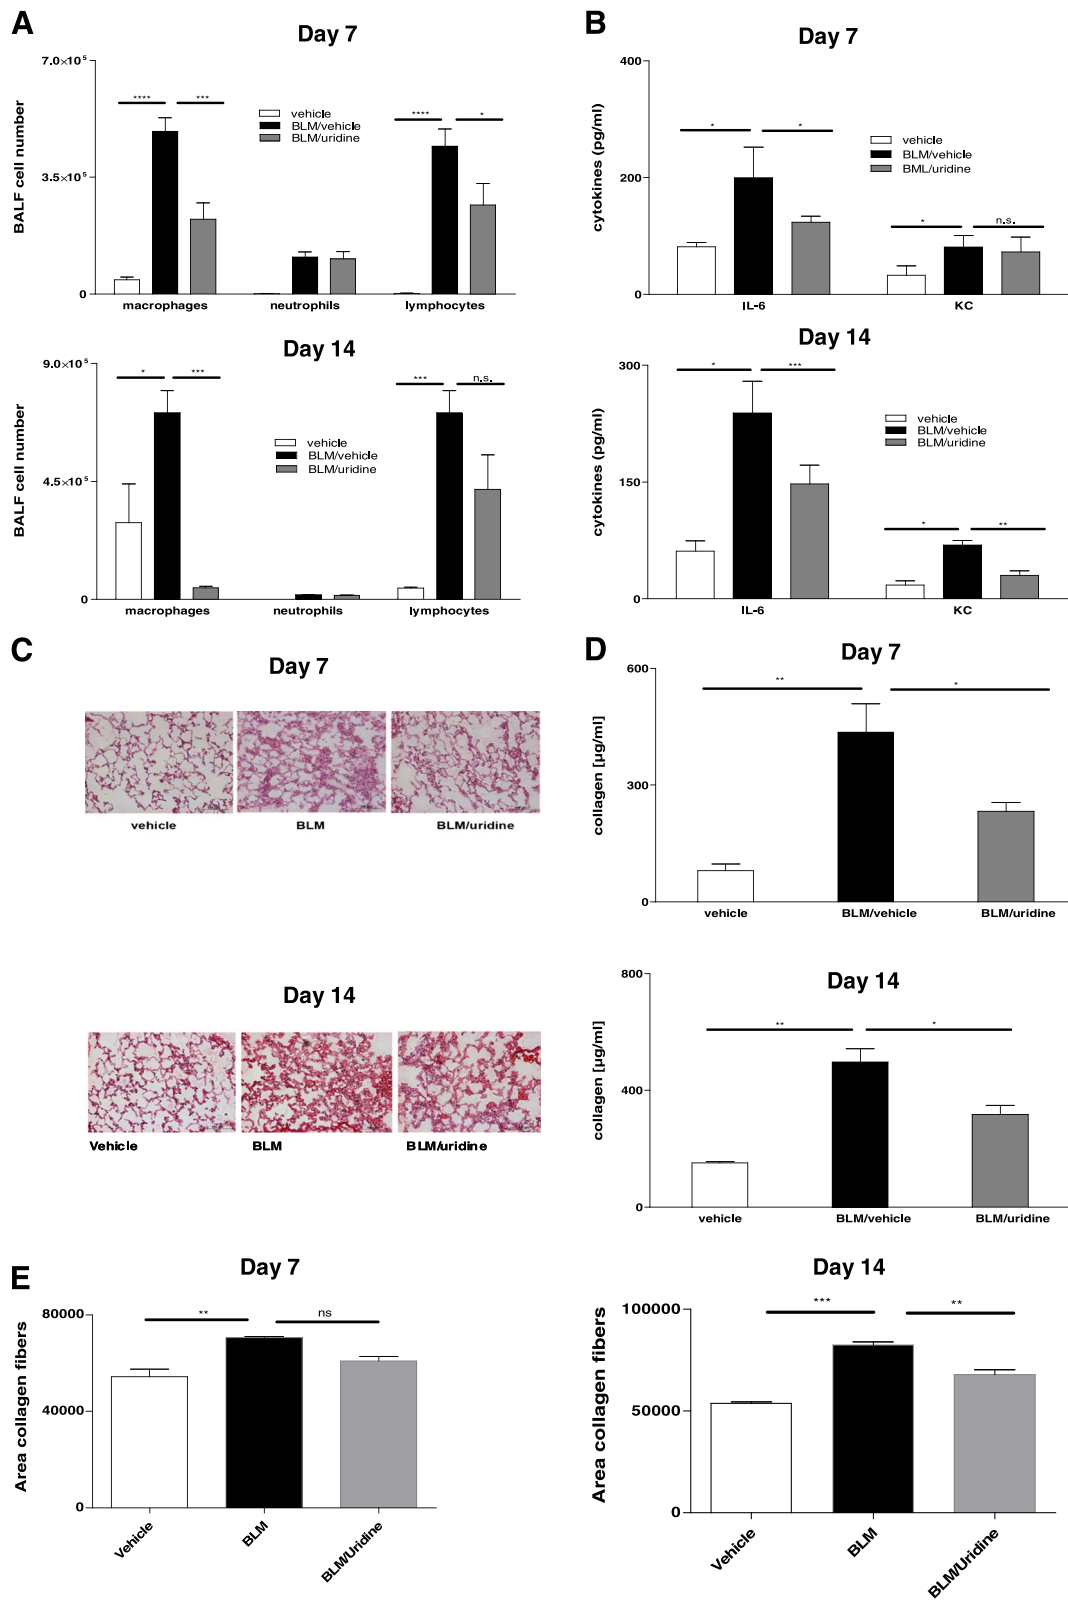 A
Day 7
BALF cell number
7.0×10⁵
3.5×10⁵
0
**** ***
**** *
vehicle
BLM/vehicle
BLM/uridine
macrophages neutrophils lymphocytes
Day 14
BALF cell number
9.0×10⁵
4.5×10⁵
0
* ***
*** n.s.
vehicle
BLM/vehicle
BLM/uridine
macrophages neutrophils lymphocytes
B
Day 7
cytokines (pg/ml)
400
200
0
* *
* n.s.
vehicle
BLM/vehicle
BML/uridine
IL-6 KC
Day 14
cytokines (pg/ml)
300
150
0
* ***
* **
vehicle
BLM/vehicle
BLM/uridine
IL-6 KC
C
Day 7
vehicle BLM BLM/uridine
Day 14
Vehicle BLM BLM/uridine
D
Day 7
collagen [µg/ml]
600
300
0
** *
vehicle BLM/vehicle BLM/uridine
Day 14
collagen [µg/ml]
800
400
0
** *
vehicle BLM/vehicle BLM/uridine
E
Day 7
Area collagen fibers
80000
40000
0
** ns
Vehicle BLM BLM/Uridine
Day 14
Area collagen fibers
100000
50000
0
*** **
Vehicle BLM BLM/Uridine